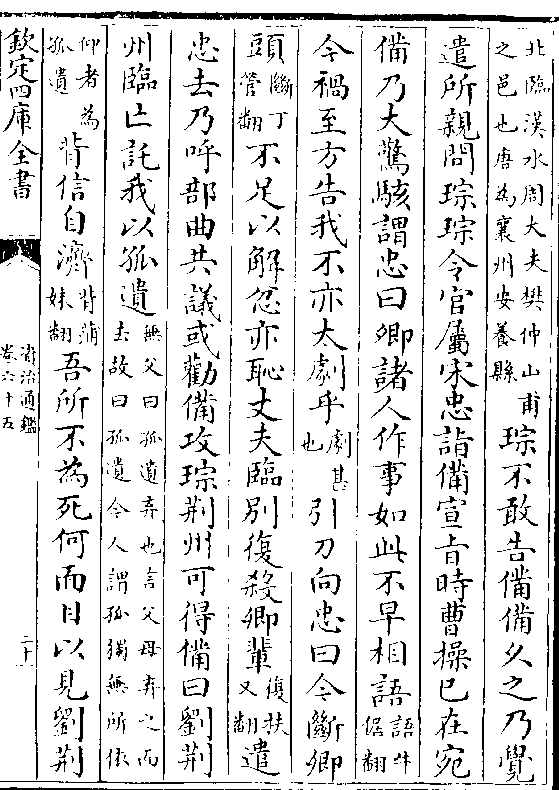 北臨漢水周大夫樊仲山甫
之邑也唐為襄州安養縣
琮不敢告備備久之乃覺
遣所親問琮琮令官屬宋忠詣備宣旨時曹操已在宛
備乃大驚駭謂忠曰卿諸人作事如此不早相語
語牛
倨翻
今禍至方告我不亦太劇乎
劇甚
也
引刀向忠曰今斷卿
頭
斷丁
管翻
不足以解忿亦恥丈夫臨別復殺卿輩
復扶
又翻
遣
忠去乃呼部曲共議或勸備攻琮荆州可得備曰劉荆
州臨亡託我以孤遺
無父曰孤遺弃也言父母弃之而
去故曰孤遺今人謂孤獨無所依
仰者為
孤遺
背信自濟
背蒲
妹翻
吾所不為死何面目以見劉荆
欽定四庫全書
資治通鑑
卷六十五
二十